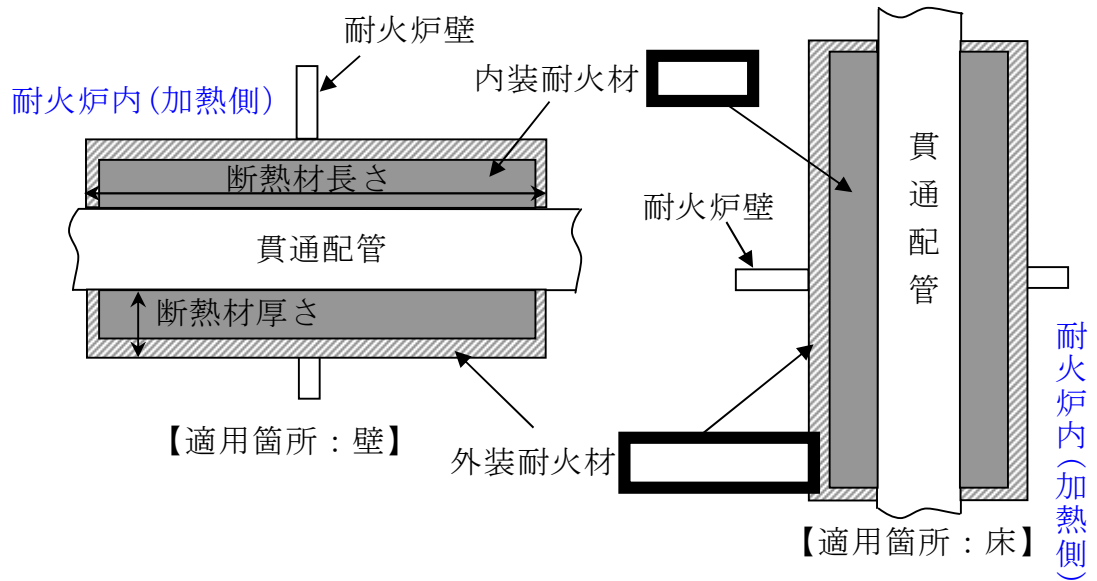 耐火炉壁
内装耐火材
耐火炉内(加熱側)
断熱材長さ
貫通配管
断熱材厚さ
【適用箇所：壁】
外装耐火材
貫通配管
耐火炉壁
耐火炉内(加熱側)
【適用箇所：床】